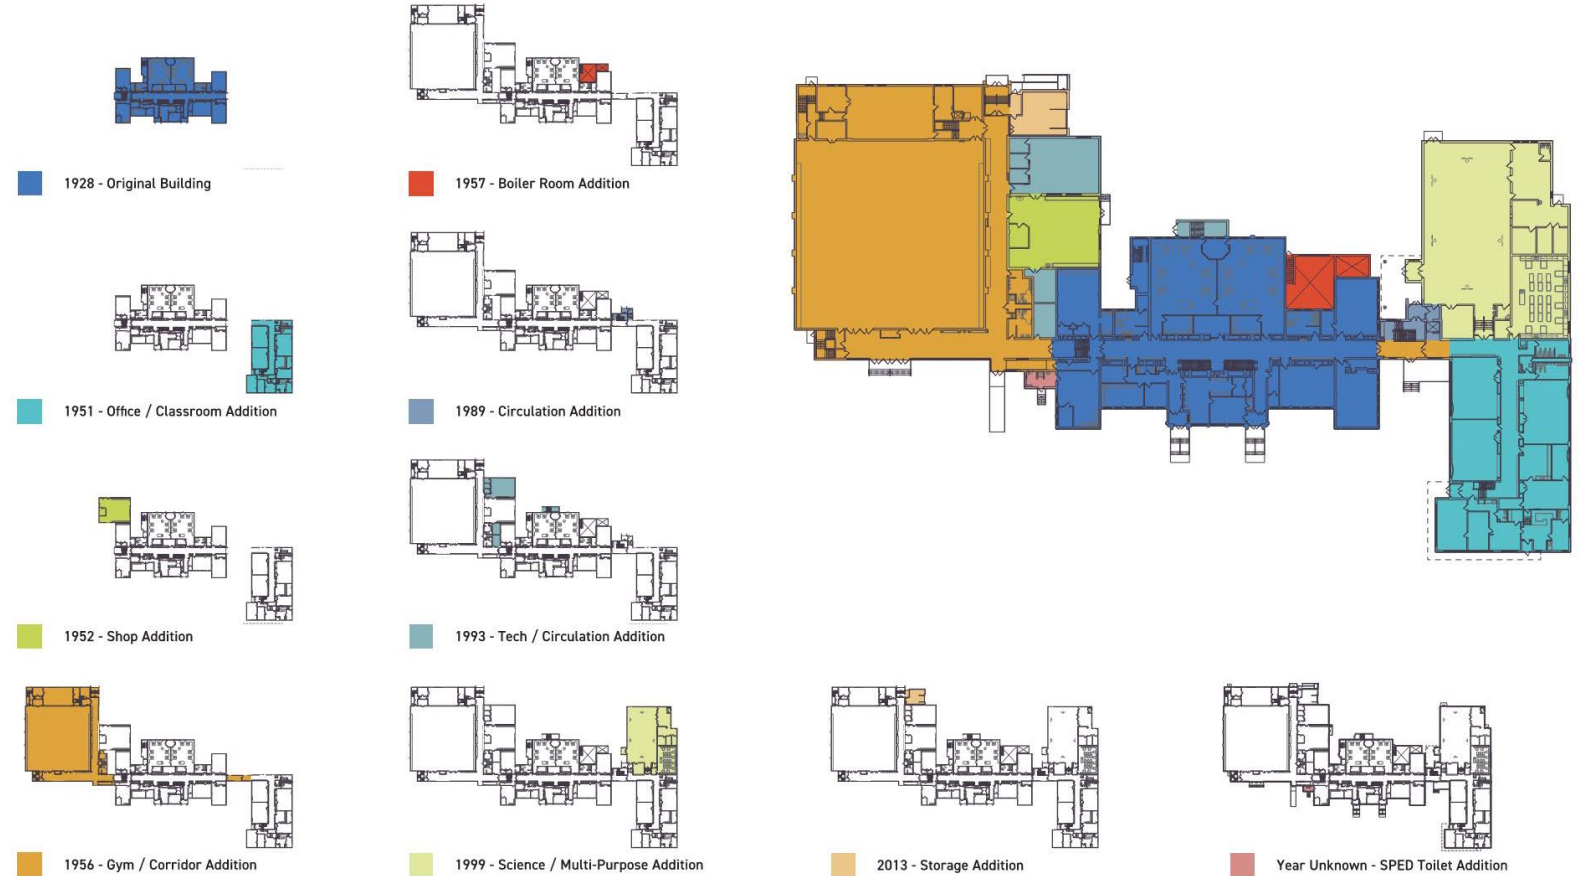 1928 - Original Building
1957 - Boiler Room Addition
1951 - Office / Classroom Addition
1989 - Circulation Addition
1952 - Shop Addition
1993 - Tech / Circulation Addition
1956 - Gym / Corridor Addition
1999 - Science / Multi-Purpose Addition
2013 - Storage Addition
Year Unknown - SPED Toilet Addition